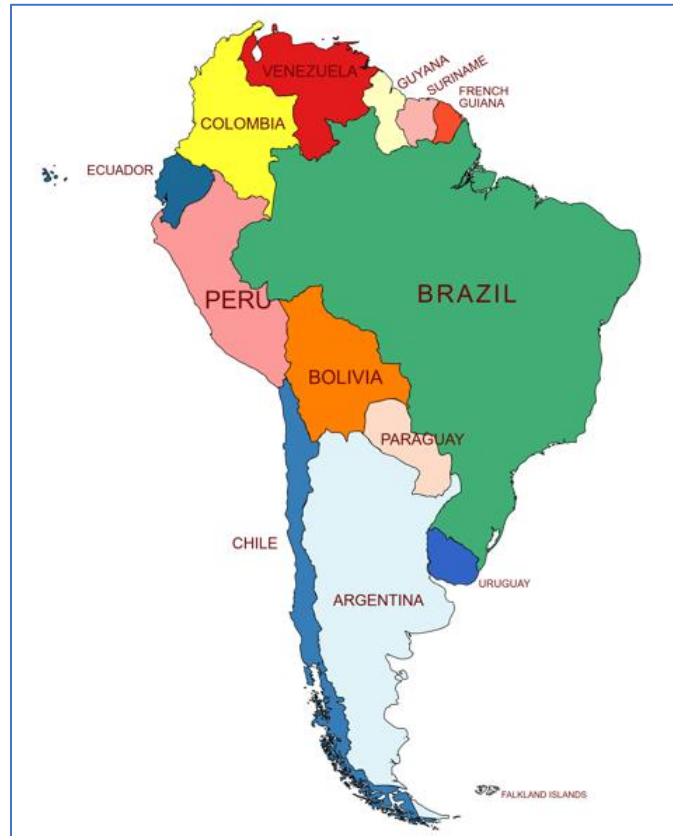 VENEZUELA
GUYANA
SURINAME
FRENCH
GUIANA
COLOMBIA
ECUADOR
PERU
BRAZIL
BOLIVIA
PARAGUAY
CHILE
URUGUAY
ARGENTINA
FALKLAND ISLANDS